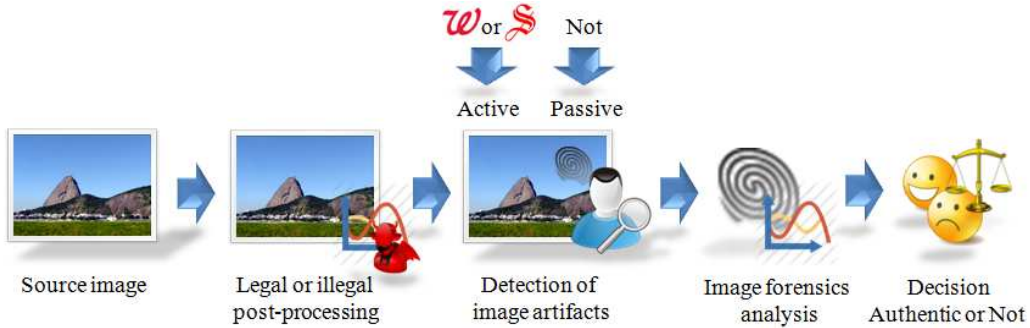 W or S Not
Active Passive
Source image
Legal or illegal
post-processing
Detection of
image artifacts
Image forensics
analysis
Decision
Authentic or Not